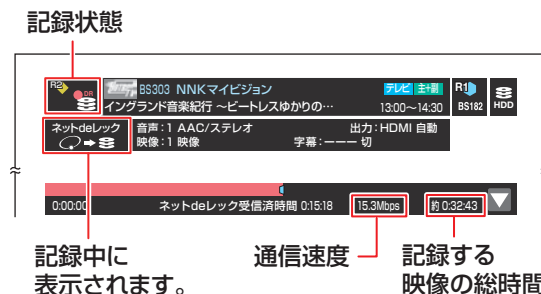 記録状態
R2 DR BS303 NNKマイビジョン テレビ 主+副 R1
イングランド音楽紀行 ~ビートレスゆかりの… 13:00~14:30 BS182 HDD
ネットdeレック 音声:1 AAC/ステレオ 出力:HDMI 自動
映像:1 映像 字幕:ーーー 切
0:00:00 ネットdeレック受信済時間 0:15:18 15.3Mbps 約0:32:43
記録中に 通信速度 記録する
表示されます。 映像の総時間